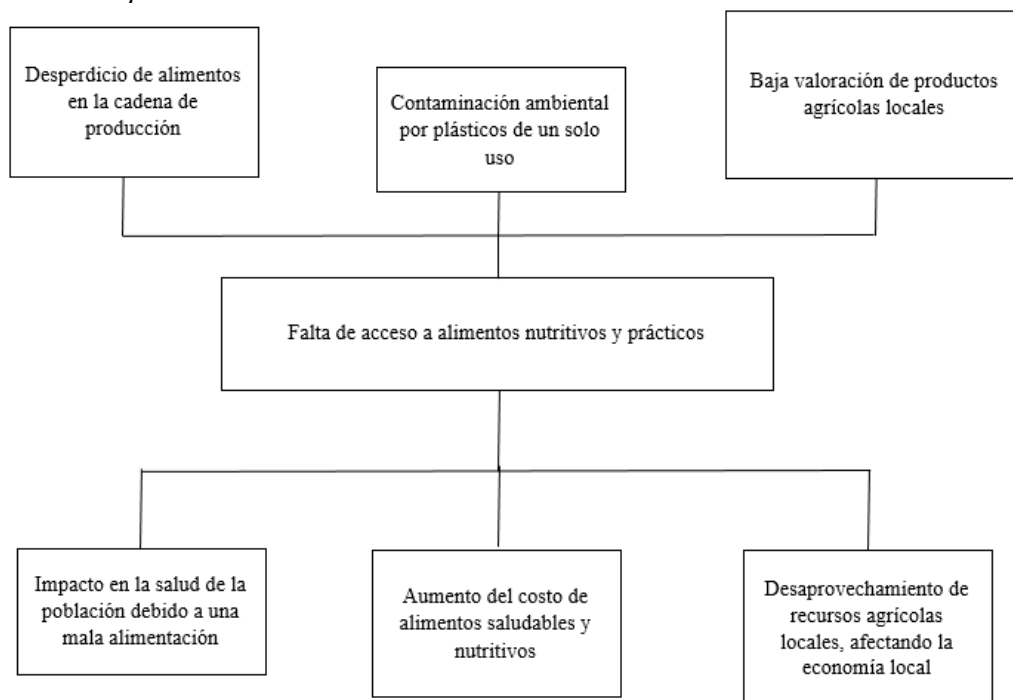 Desperdicio de alimentos
en la cadena de
producción
Contaminación ambiental
por plásticos de un solo
uso
Baja valoración de productos
agrícolas locales
Falta de acceso a alimentos nutritivos y prácticos
Impacto en la salud de la
población debido a una
mala alimentación
Aumento del costo de
alimentos saludables y
nutritivos
Desaprovechamiento de
recursos agrícolas
locales, afectando la
economía local